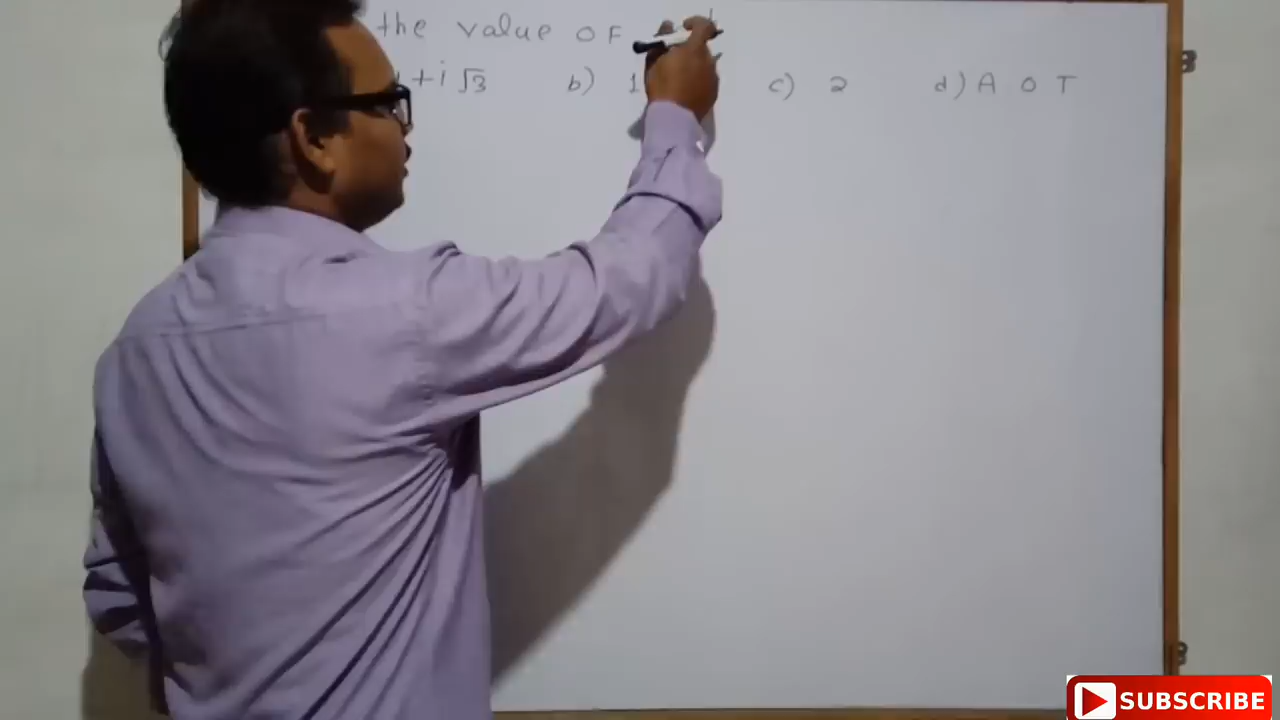 the value OF
+i √3 b) 1 c) 2 d) A O T
SUBSCRIBE